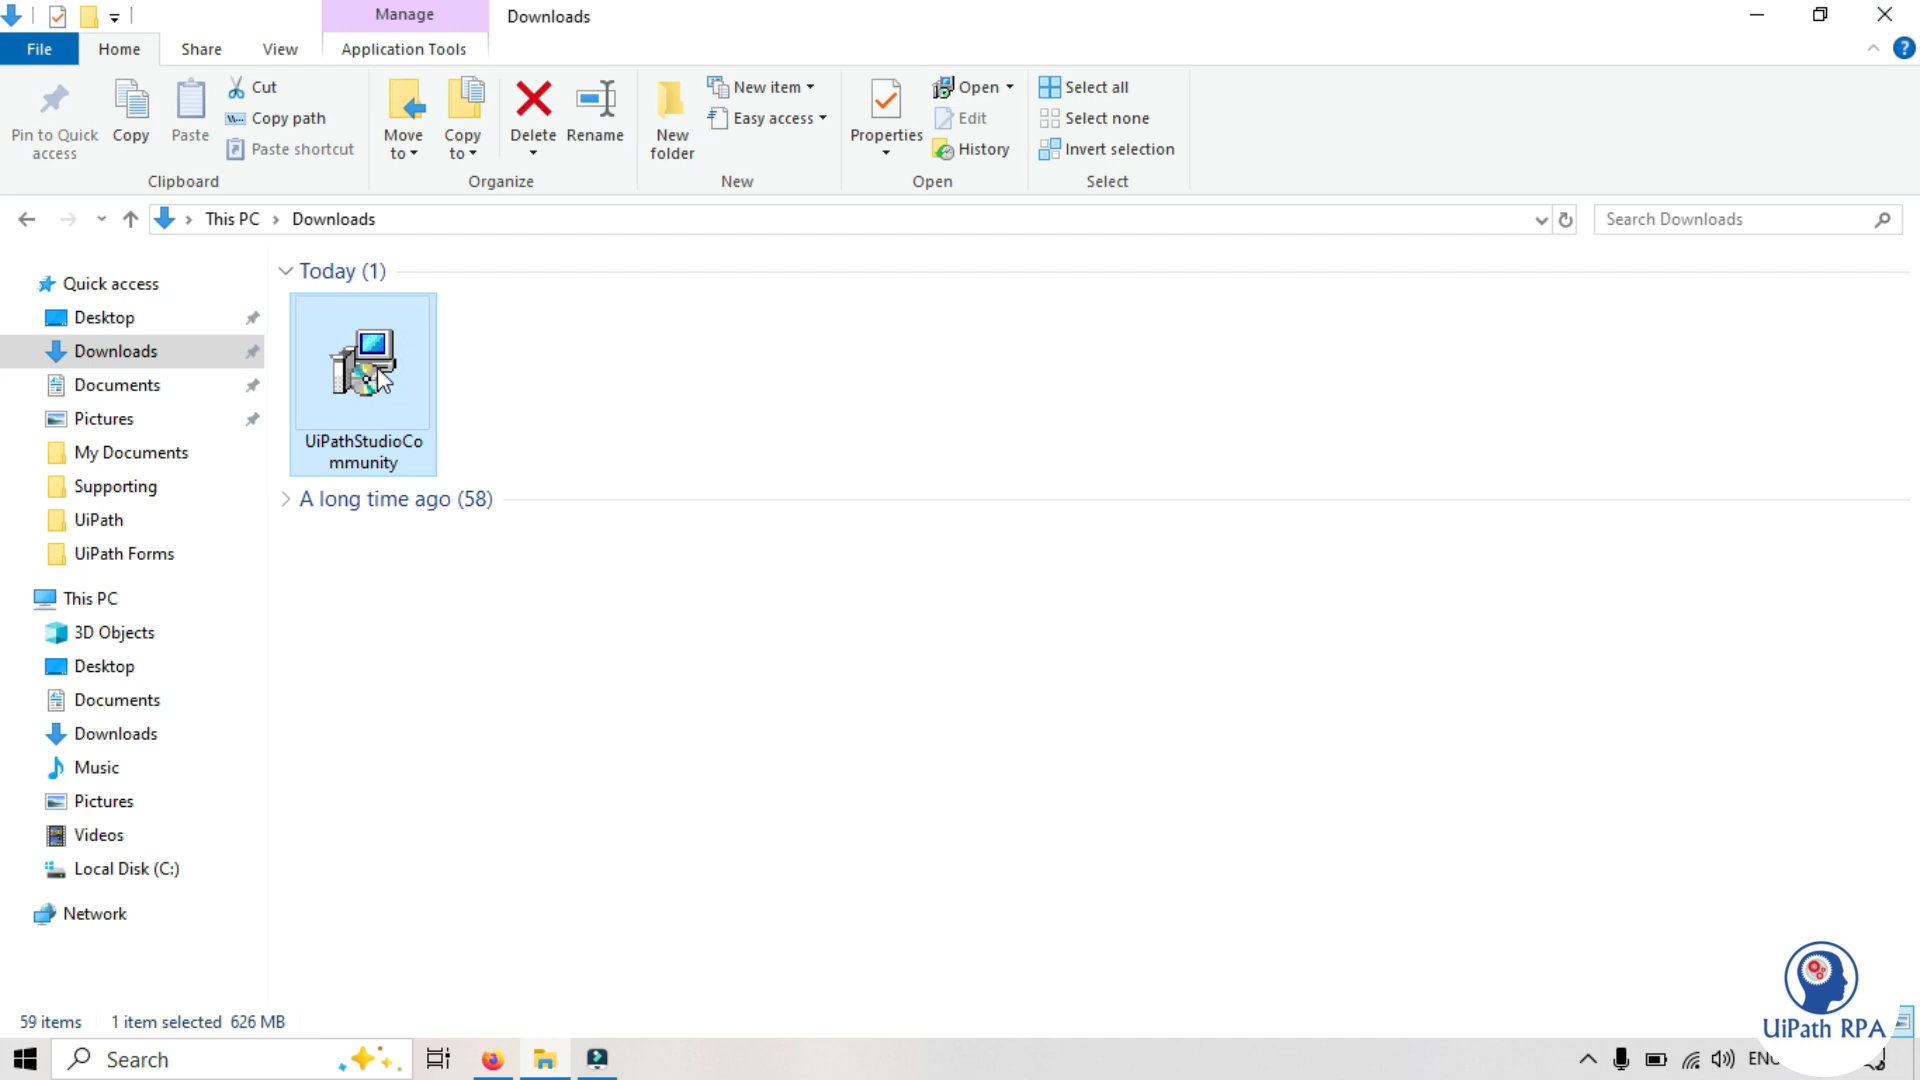 Manage
Downloads
File
Home
Share
View
Application Tools
Pin to Quick
access
Copy
Paste
Cut
Copy path
Paste shortcut
Clipboard
Move
to
Copy
to
Delete
Rename
Organize
New
folder
New item
Easy access
New
Properties
Open
Edit
History
Open
Select all
Select none
Invert selection
Select
This PC
Downloads
Search Downloads
Quick access
Desktop
Downloads
Documents
Pictures
My Documents
Supporting
UiPath
UiPath Forms
This PC
3D Objects
Desktop
Documents
Downloads
Music
Pictures
Videos
Local Disk (C:)
Network
Today (1)
UiPathStudioCo
mmunity
A long time ago (58)
59 items
1 item selected 626 MB
UiPath RPA
Search